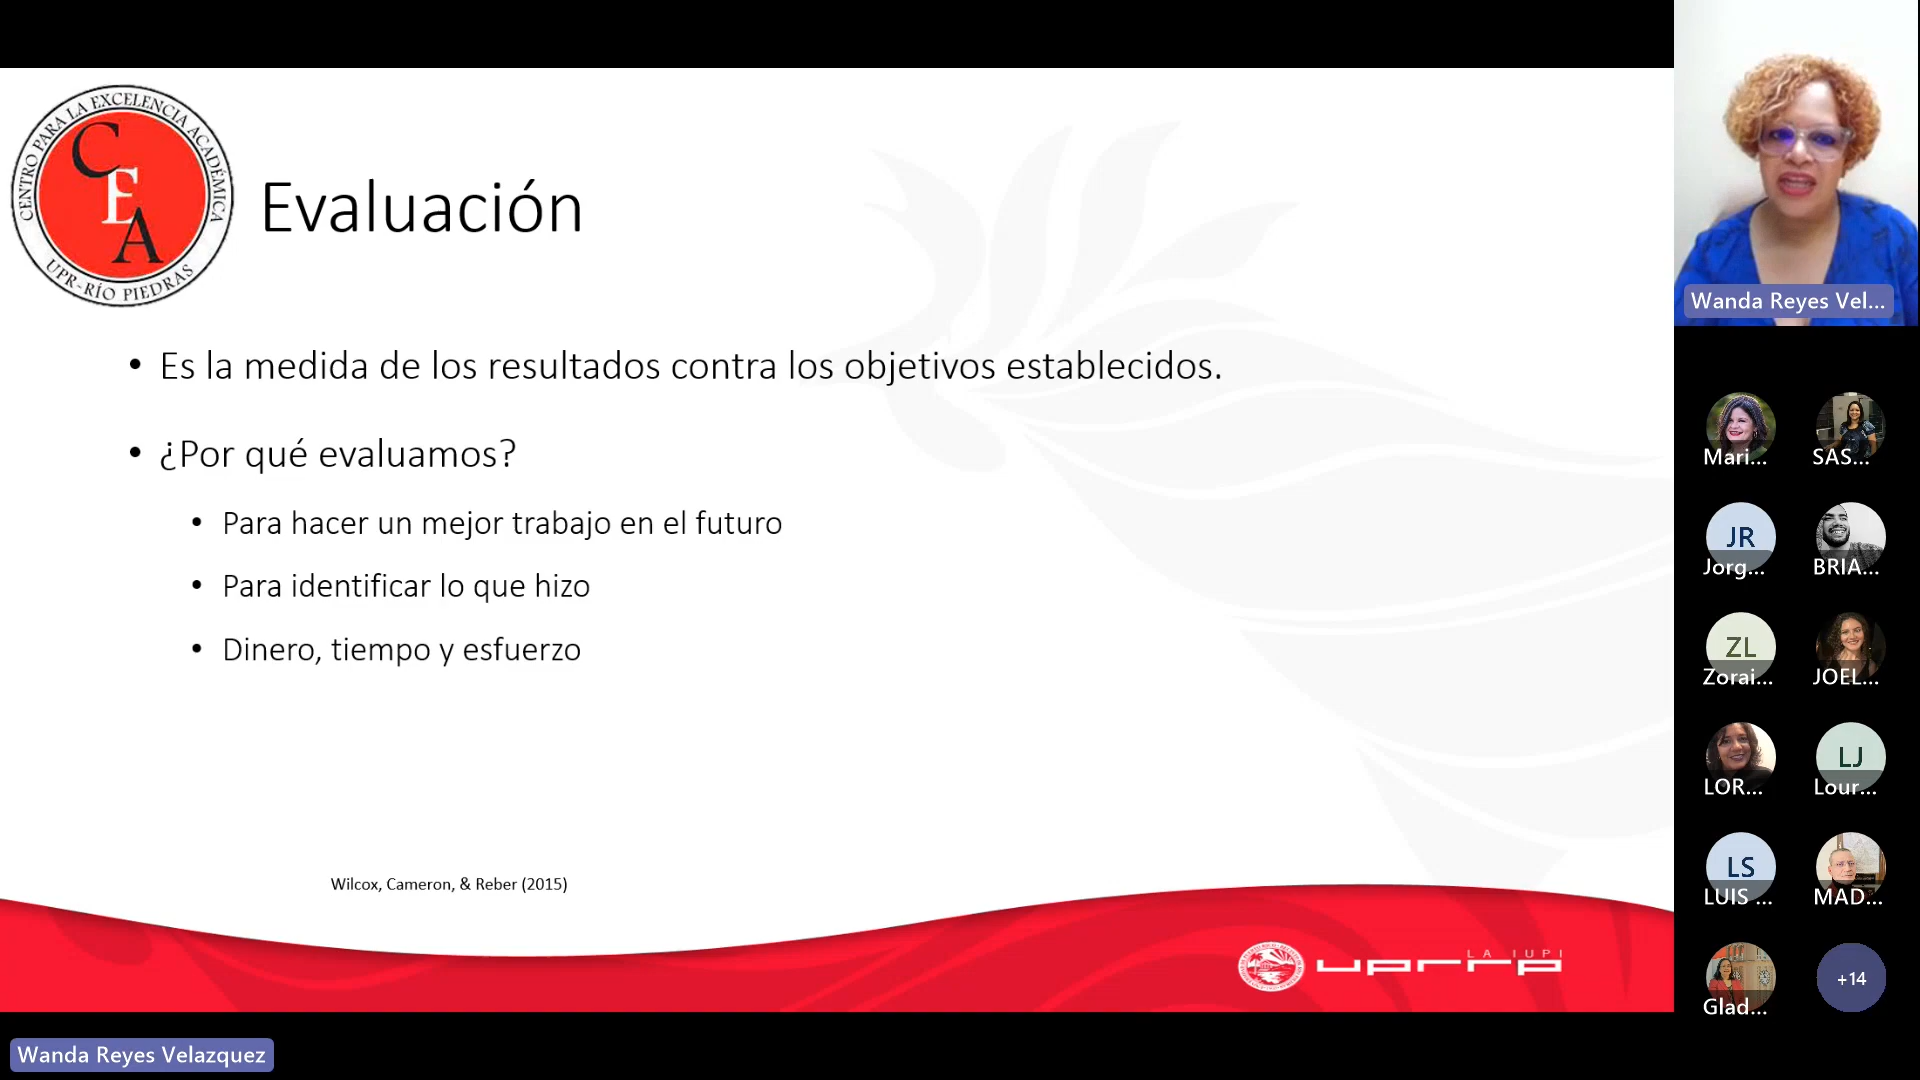 CENTRO PARA LA EXCELENCIA ACADÉMICA
CEA
UPR-RÍO PIEDRAS
Evaluación
• Es la medida de los resultados contra los objetivos establecidos.
• ¿Por qué evaluamos?
• Para hacer un mejor trabajo en el futuro
• Para identificar lo que hizo
• Dinero, tiempo y esfuerzo
Wilcox, Cameron, & Reber (2015)
LA IUPI
uprrp
Wanda Reyes Velazquez
Wanda Reyes Vel...
Mari...
SAS...
JR
Jorg...
BRIA...
ZL
Zorai...
JOEL...
LOR...
LJ
Lour...
LS
LUIS ...
MAD...
Glad...
+14